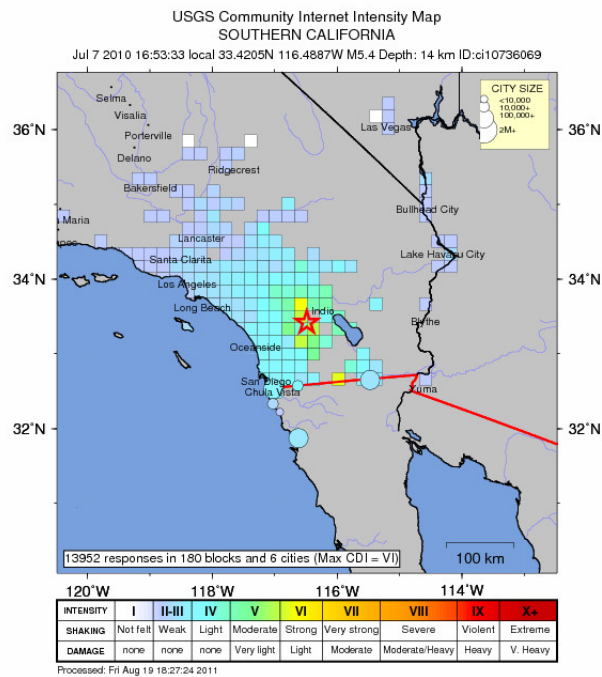 USGS Community Internet Intensity Map
SOUTHERN CALIFORNIA
Jul 7 2010 16:53:33 local 33.4205N 116.4887W M5.4 Depth: 14 km ID:ci10736069
CITY SIZE
<10,000
10,000+
100,000+
2M+
Selma
Visalia
Porterville
Delano
Ridgecrest
Bakersfield
Las Vegas
Bullhead City
Maria
Lancaster
Santa Clarita
Lake Havasu City
Los Angeles
Long Beach
Indio
Blythe
Oceanside
San Diego
Chula Vista
Yuma
36°N
34°N
32°N
36°N
34°N
32°N
13952 responses in 180 blocks and 6 cities (Max CDI = VI)
100 km
120°W 118°W 116°W 114°W
INTENSITY I II-III IV V VI VII VIII IX X+
SHAKING Not felt Weak Light Moderate Strong Very strong Severe Violent Extreme
DAMAGE none none none Very light Light Moderate Moderate/Heavy Heavy V. Heavy
Processed: Fri Aug 19 18:27:24 2011